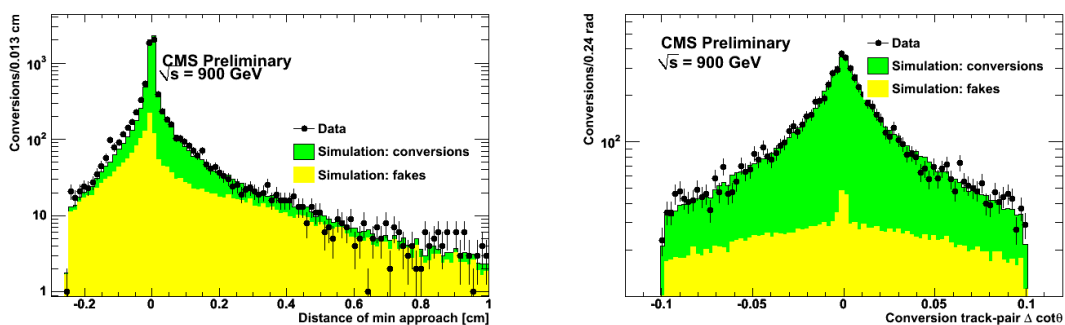 Conversions/0.013 cm
10³
10²
10
1
CMS Preliminary
√s = 900 GeV
Data
Simulation: conversions
Simulation: fakes
-0.2 0 0.2 0.4 0.6 0.8 1
Distance of min approach [cm]
Conversions/0.24 rad
10²
CMS Preliminary
√s = 900 GeV
Data
Simulation: conversions
Simulation: fakes
-0.1 -0.05 0 0.05 0.1
Conversion track-pair Δ cotθ